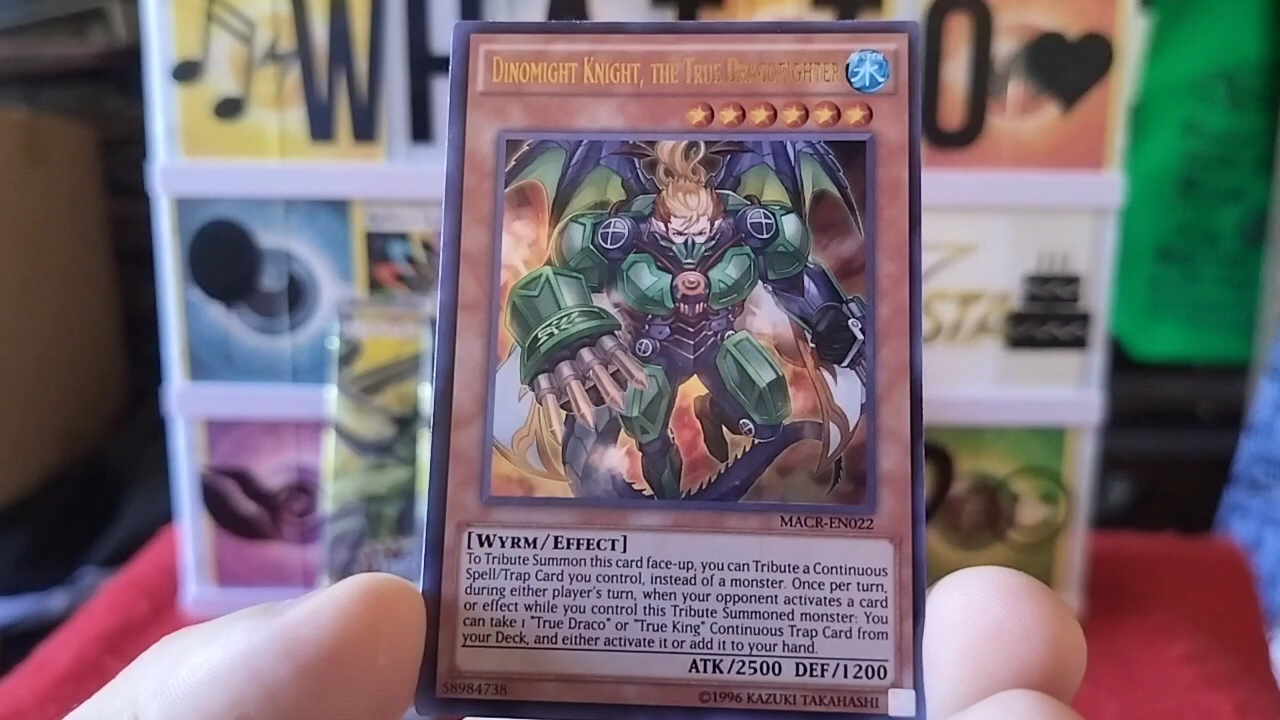 WHAT TO
DINOMIGHT KNIGHT, THE TRUE DRACOFIGHTER
WATER
水
MACR-EN022
[WYRM/EFFECT]
To Tribute Summon this card face-up, you can Tribute a Continuous
Spell/Trap Card you control, instead of a monster. Once per turn,
during either player's turn, when your opponent activates a card
or effect while you control this Tribute Summoned monster: You
can take 1 "True Draco" or "True King" Continuous Trap Card from
your Deck, and either activate it or add it to your hand.
ATK/2500 DEF/1200
58984738
©1996 KAZUKI TAKAHASHI